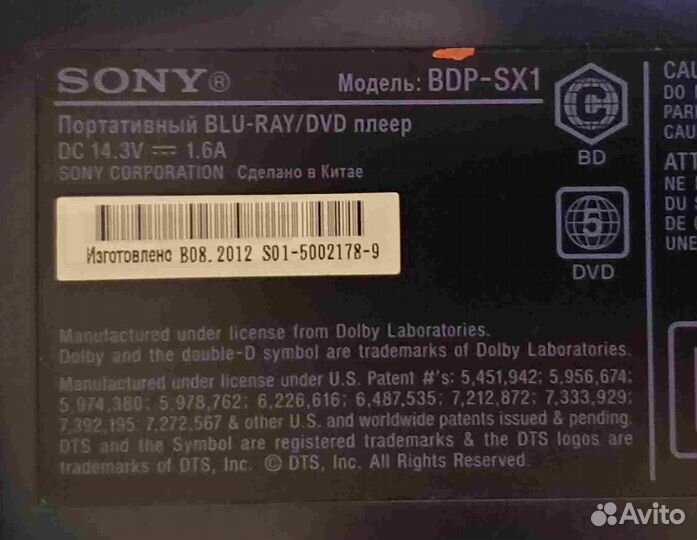 SONY®
Модель: BDP-SX1
Портативный BLU-RAY/DVD плеер
DC 14.3V ⎓ 1.6A
SONY CORPORATION Сделано в Китае
Изготовлено B08.2012 S01-5002178-9
C
BD
5
DVD
Manufactured under license from Dolby Laboratories.
Dolby and the double-D symbol are trademarks of Dolby Laboratories.
Manufactured under license under U.S. Patent #'s: 5,451,942; 5,956,674;
5,974,380; 5,978,762; 6,226,616; 6,487,535; 7,212,872; 7,333,929;
7,392,195; 7,272,567 & other U.S. and worldwide patents issued & pending.
DTS and the Symbol are registered trademarks & the DTS logos are
trademarks of DTS, Inc. © DTS, Inc. All Rights Reserved.
CAU
DO
PAR
CAU
ATT
NE
DU
DE
UNE
Avito